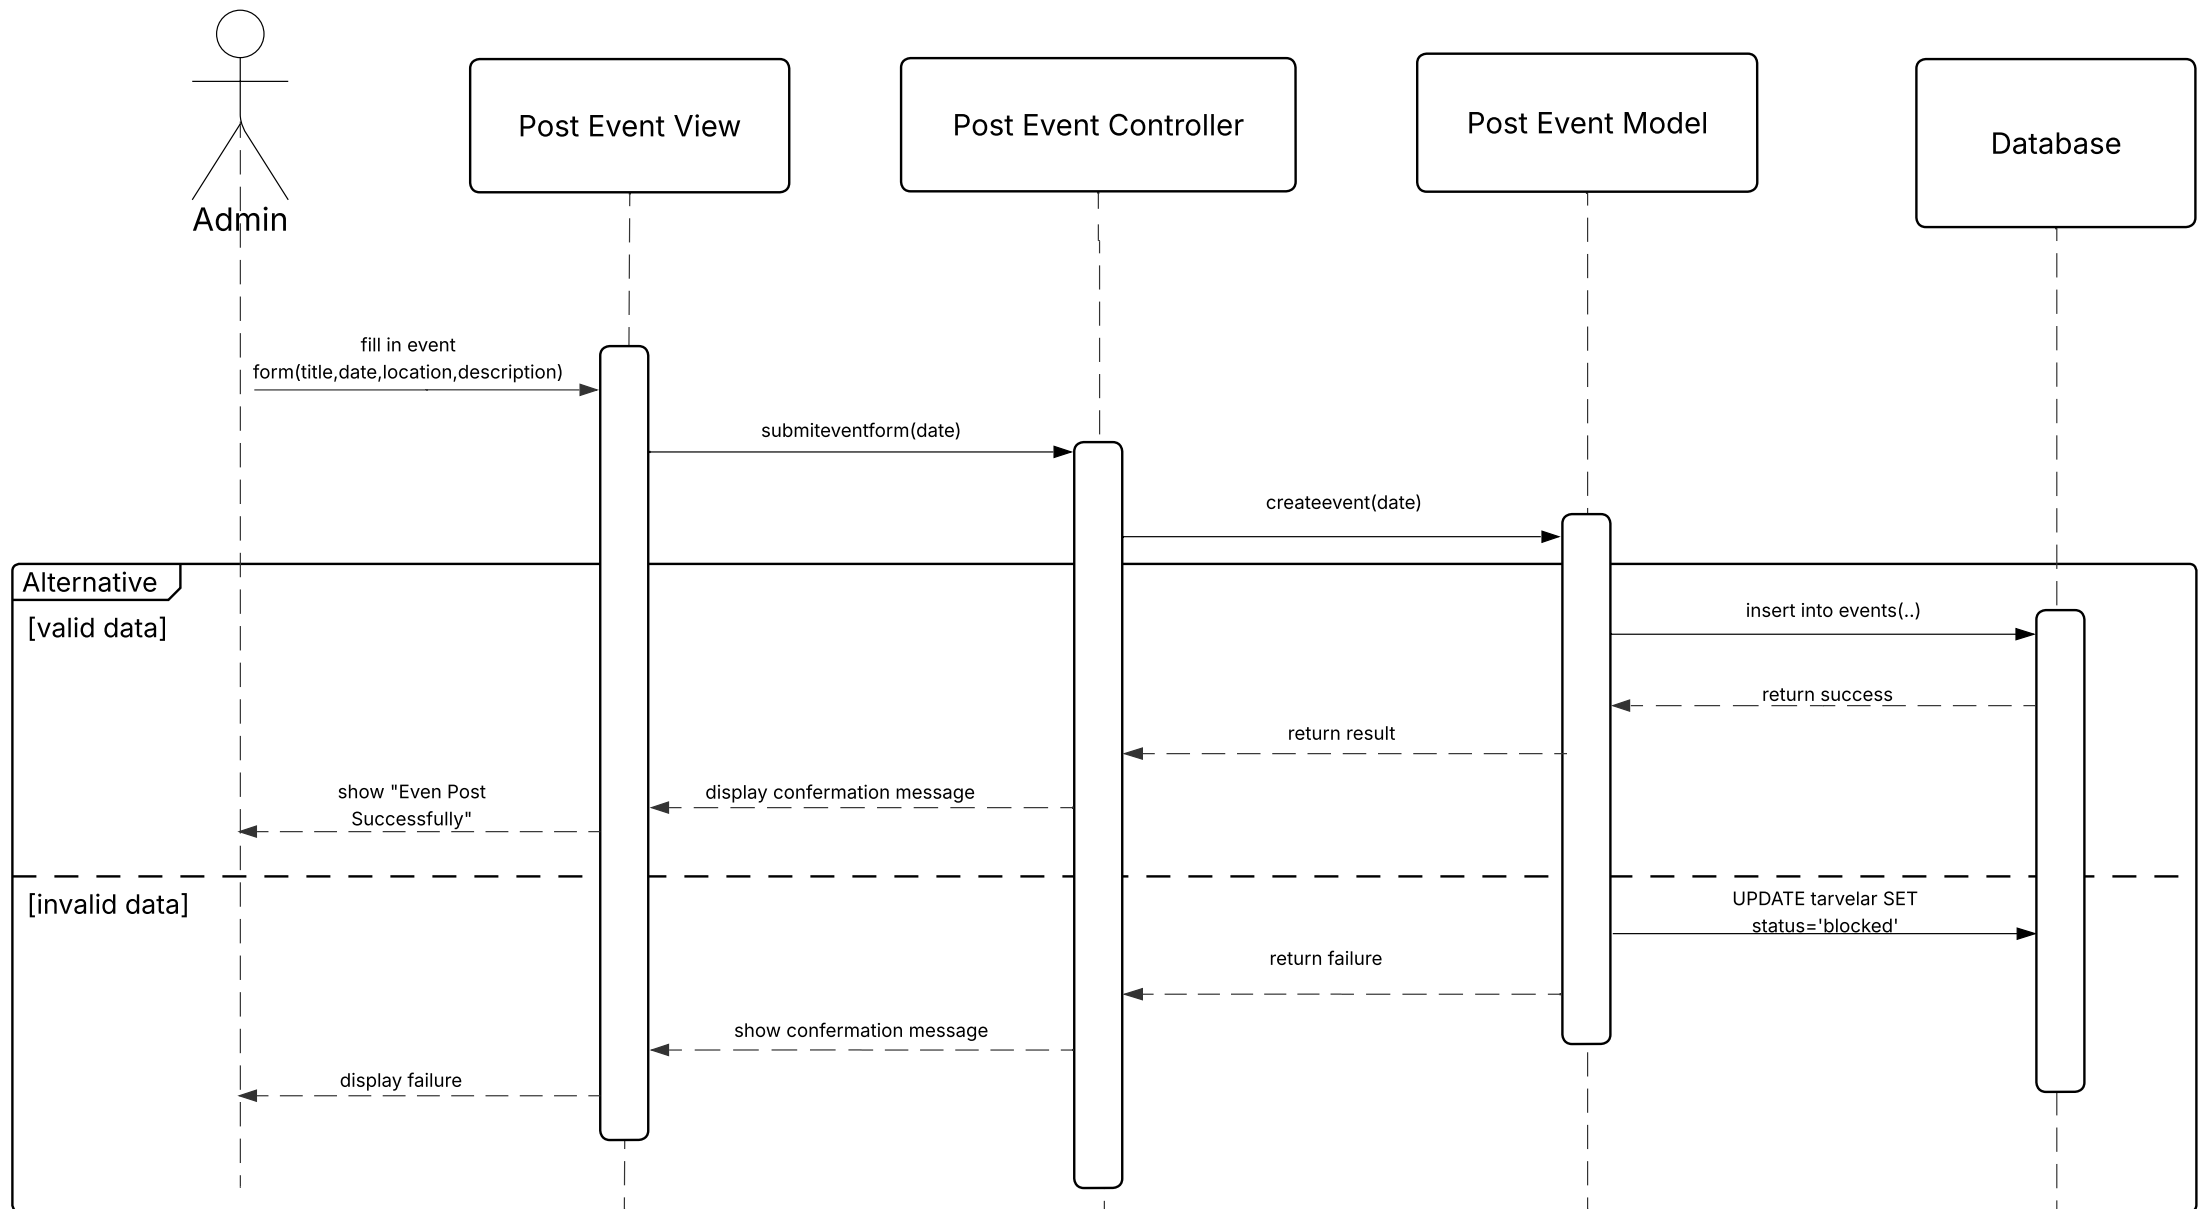 Admin
Post Event View
Post Event Controller
Post Event Model
Database
fill in event
form(title,date,location,description)
submiteventform(date)
createevent(date)
Alternative
[valid data]
insert into events(..)
return success
return result
display confermation message
show "Even Post
Successfully"
[invalid data]
UPDATE tarvelar SET
status='blocked'
return failure
show confermation message
display failure